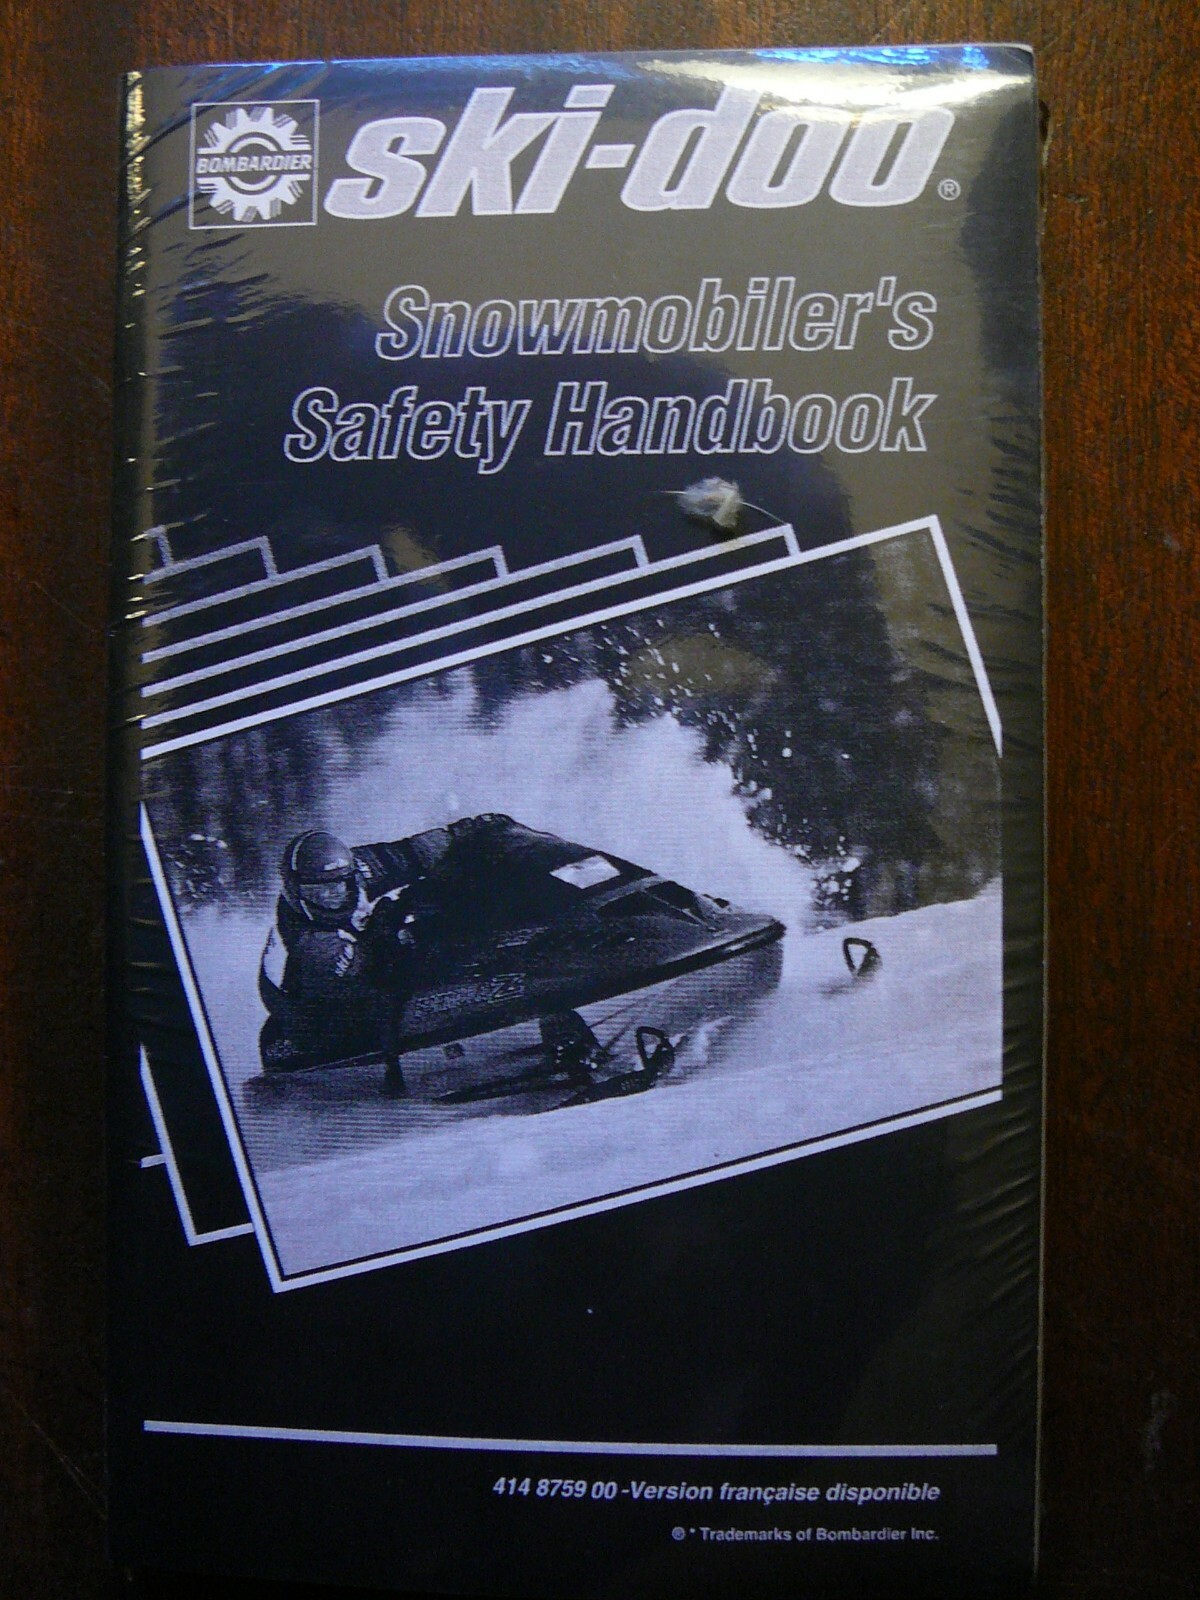 BOMBARDIER
ski-doo®
Snowmobiler's
Safety Handbook
414 8759 00 -Version française disponible
® * Trademarks of Bombardier Inc.